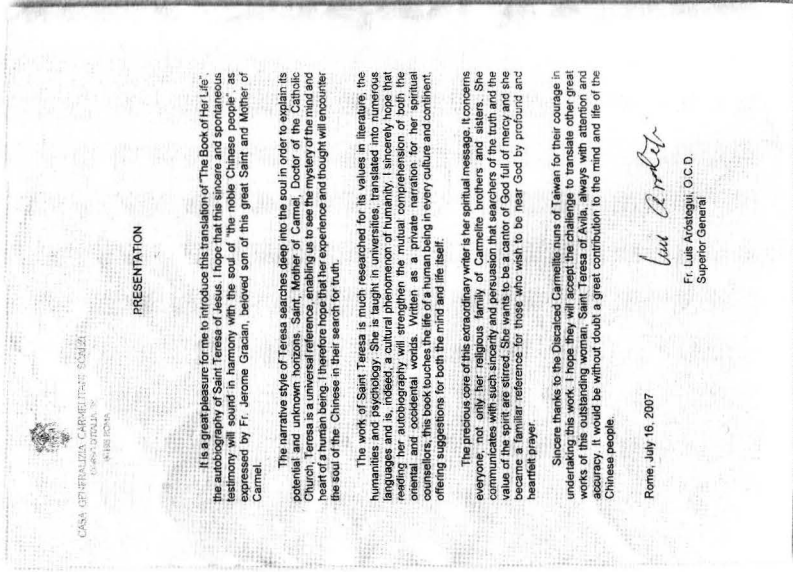 CASA GENERALIZIA CARMELITANI SCALZI
CORSO D'ITALIA
ROMA
PRESENTATION
It is a great pleasure for me to introduce this translation of "The Book of Her Life",
the autobiography of Saint Teresa of Jesus. I hope that this sincere and spontaneous
testimony will sound in harmony with the soul of "the noble Chinese people", as
expressed by Fr. Jerome Gracian, beloved son of this great Saint and Mother of
Carmel.
The narrative style of Teresa searches deep into the soul in order to explain its
potential and unknown horizons. Saint, Mother of Carmel, Doctor of the Catholic
Church, Teresa is a universal reference, enabling us to see the mystery of the mind and
heart of a human being. I therefore hope that her experience and thought will encounter
the soul of the Chinese in their search for truth.
The work of Saint Teresa is much researched for its values in literature, the
humanities and psychology. She is taught in universities, translated into numerous
languages and is, indeed, a cultural phenomenon of humanity. I sincerely hope that
reading her autobiography will strengthen the mutual comprehension of both the
oriental and occidental worlds. Written as a private narration for her spiritual
counsellors, this book touches the life of a human being in every culture and continent,
offering suggestions for both the mind and life itself.
The precious core of this extraordinary writer is her spiritual message. It concerns
everyone, not only her religious family of Carmelite brothers and sisters. She
communicates with such sincerity and persuasion that searchers of the truth and the
value of the spirit are stirred. She wants to be a cantor of God full of mercy and she
became a familiar reference for those who wish to be near God by profound and
heartfelt prayer.
Sincere thanks to the Discalced Carmelite nuns of Taiwan for their courage in
undertaking this work. I hope they will accept the challenge to translate other great
works of this outstanding woman, Saint Teresa of Avila, always with attention and
accuracy. It would be without doubt a great contribution to the mind and life of the
Chinese people.
Rome, July 16, 2007
Fr. Luis Aróstegui, O.C.D.
Superior General